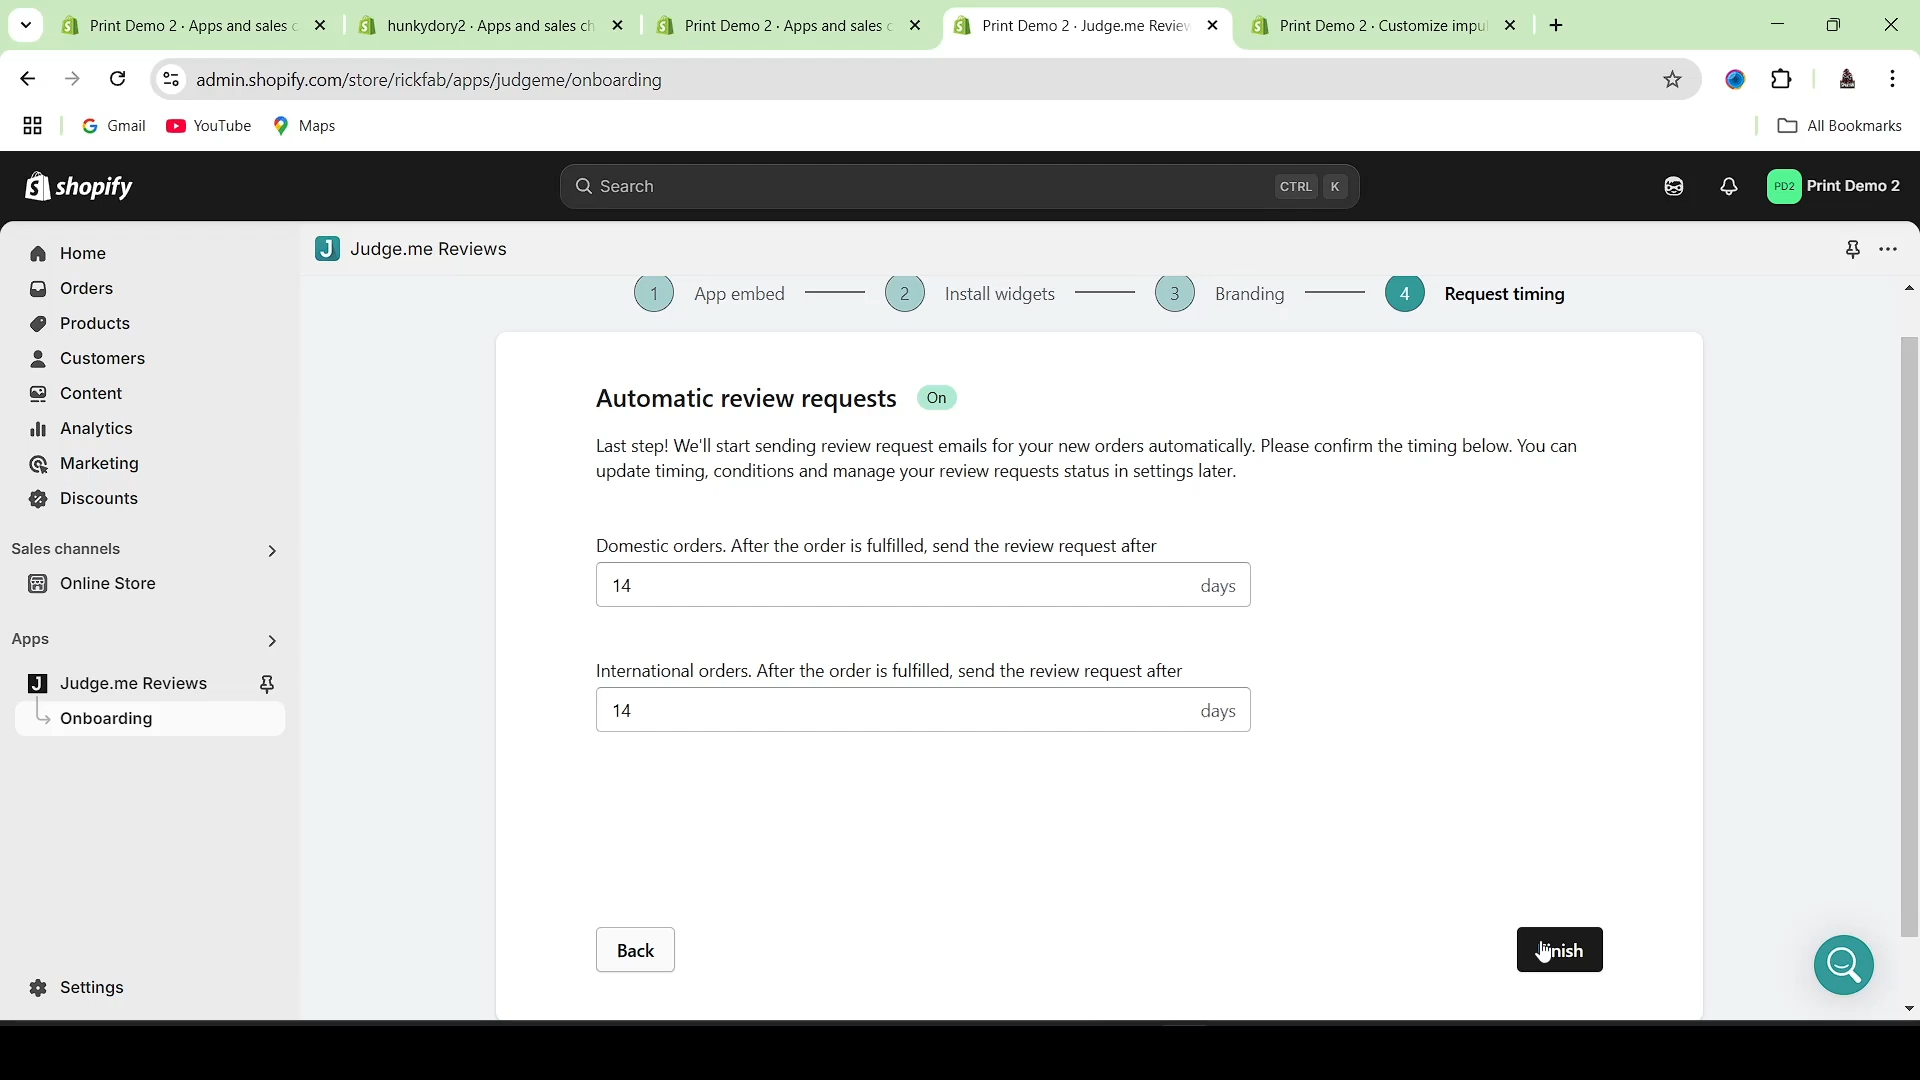 Print Demo 2 · Apps and sales c
hunkydory2 · Apps and sales ch
Print Demo 2 · Apps and sales c
Print Demo 2 · Judge.me Review
Print Demo 2 · Customize impul
admin.shopify.com/store/rickfab/apps/judgeme/onboarding
Gmail
YouTube
Maps
All Bookmarks
shopify
Search
CTRL
K
PD2
Print Demo 2
Home
Orders
Products
Customers
Content
Analytics
Marketing
Discounts
Sales channels
Online Store
Apps
J
Judge.me Reviews
Onboarding
Settings
J
Judge.me Reviews
1
App embed
2
Install widgets
3
Branding
4
Request timing
Automatic review requests
On
Last step! We'll start sending review request emails for your new orders automatically. Please confirm the timing below. You can
update timing, conditions and manage your review requests status in settings later.
Domestic orders. After the order is fulfilled, send the review request after
14
days
International orders. After the order is fulfilled, send the review request after
14
days
Back
Finish